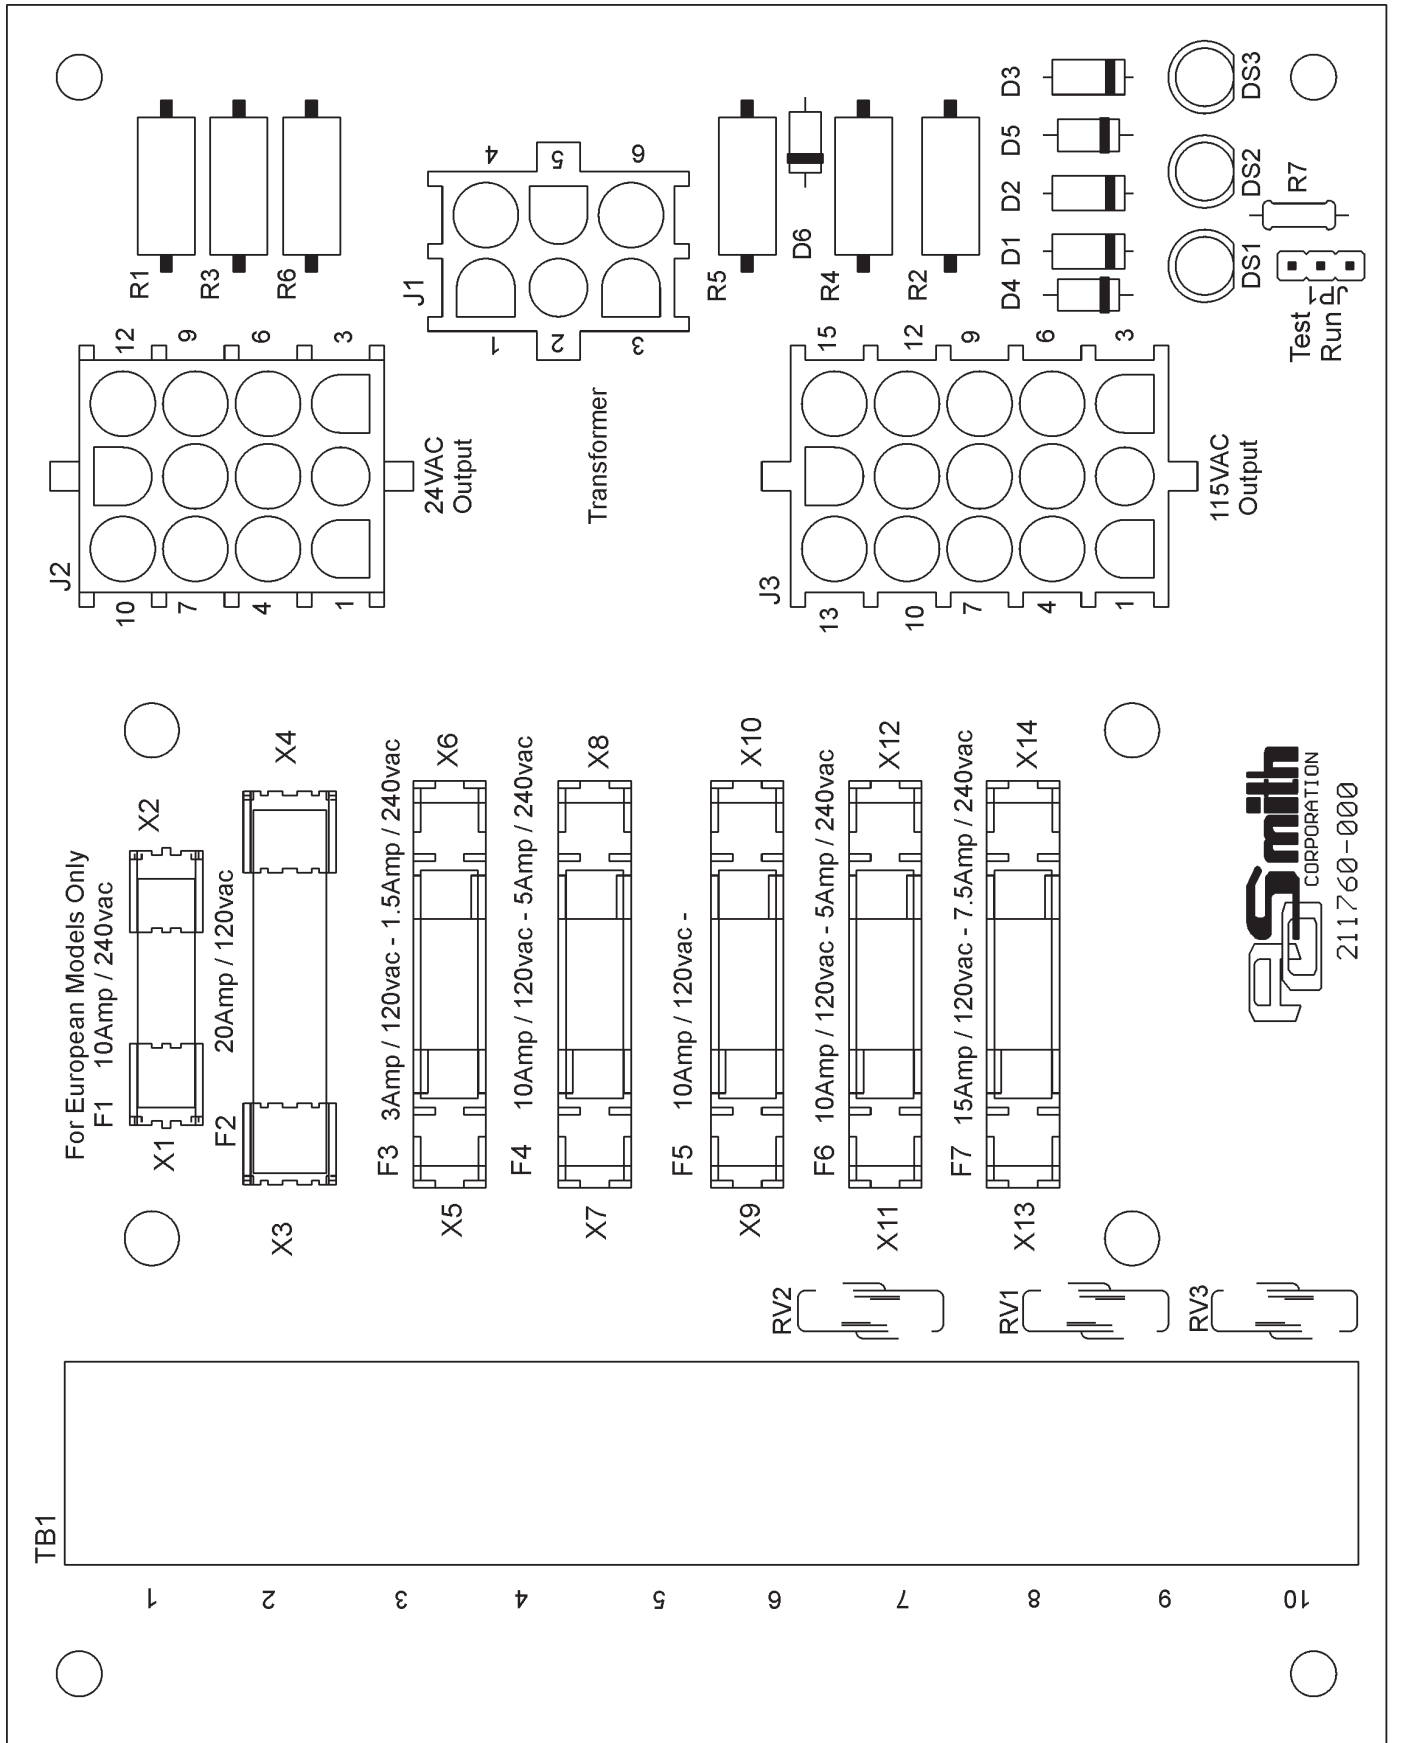 D3
DS3
D5
DS2
D2
R7
D1
DS1
D4
Test
Run
JP1
4
5
6
J1
1
2
3
Transformer
R1
R3
R6
R5
D6
R4
R2
12
9
6
3
J2
10
7
4
1
24VAC
Output
15
12
9
6
3
J3
13
10
7
4
1
115VAC
Output
For European Models Only
F1 10Amp / 240vac
X1
X2
F2 20Amp / 120vac
X3
X4
F3 3Amp / 120vac - 1.5Amp / 240vac
X5
X6
F4 10Amp / 120vac - 5Amp / 240vac
X7
X8
F5 10Amp / 120vac -
X9
X10
F6 10Amp / 120vac - 5Amp / 240vac
X11
X12
F7 15Amp / 120vac - 7.5Amp / 240vac
X13
X14
AO Smith
CORPORATION
211760-000
RV2
RV1
RV3
TB1
1
2
3
4
5
6
7
8
9
10